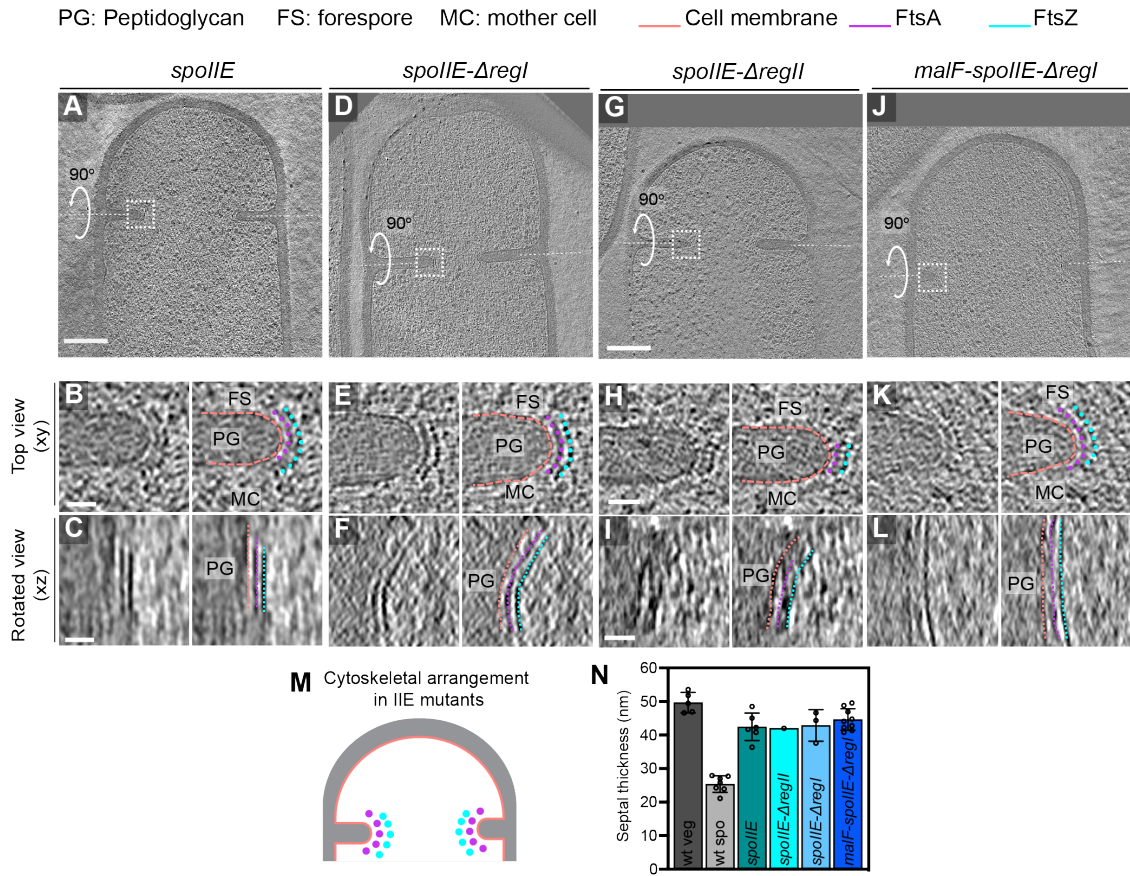 PG: Peptidoglycan FS: forespore MC: mother cell Cell membrane FtsA FtsZ
spoIIE spoIIE-ΔregI spoIIE-ΔregII malF-spoIIE-ΔregI
A D G J
90° 90° 90° 90°
Top view
(xy)
B E H K
FS FS FS FS
PG PG PG PG
MC MC MC MC
Rotated view
(xz)
C F I L
PG PG PG PG
M Cytoskeletal arrangement
in IIE mutants
N
Septal thickness (nm)
60
50
40
30
20
10
0
wt veg
wt spo
spoIIE
spoIIE-ΔregII
spoIIE-ΔregI
malF-spoIIE-ΔregI